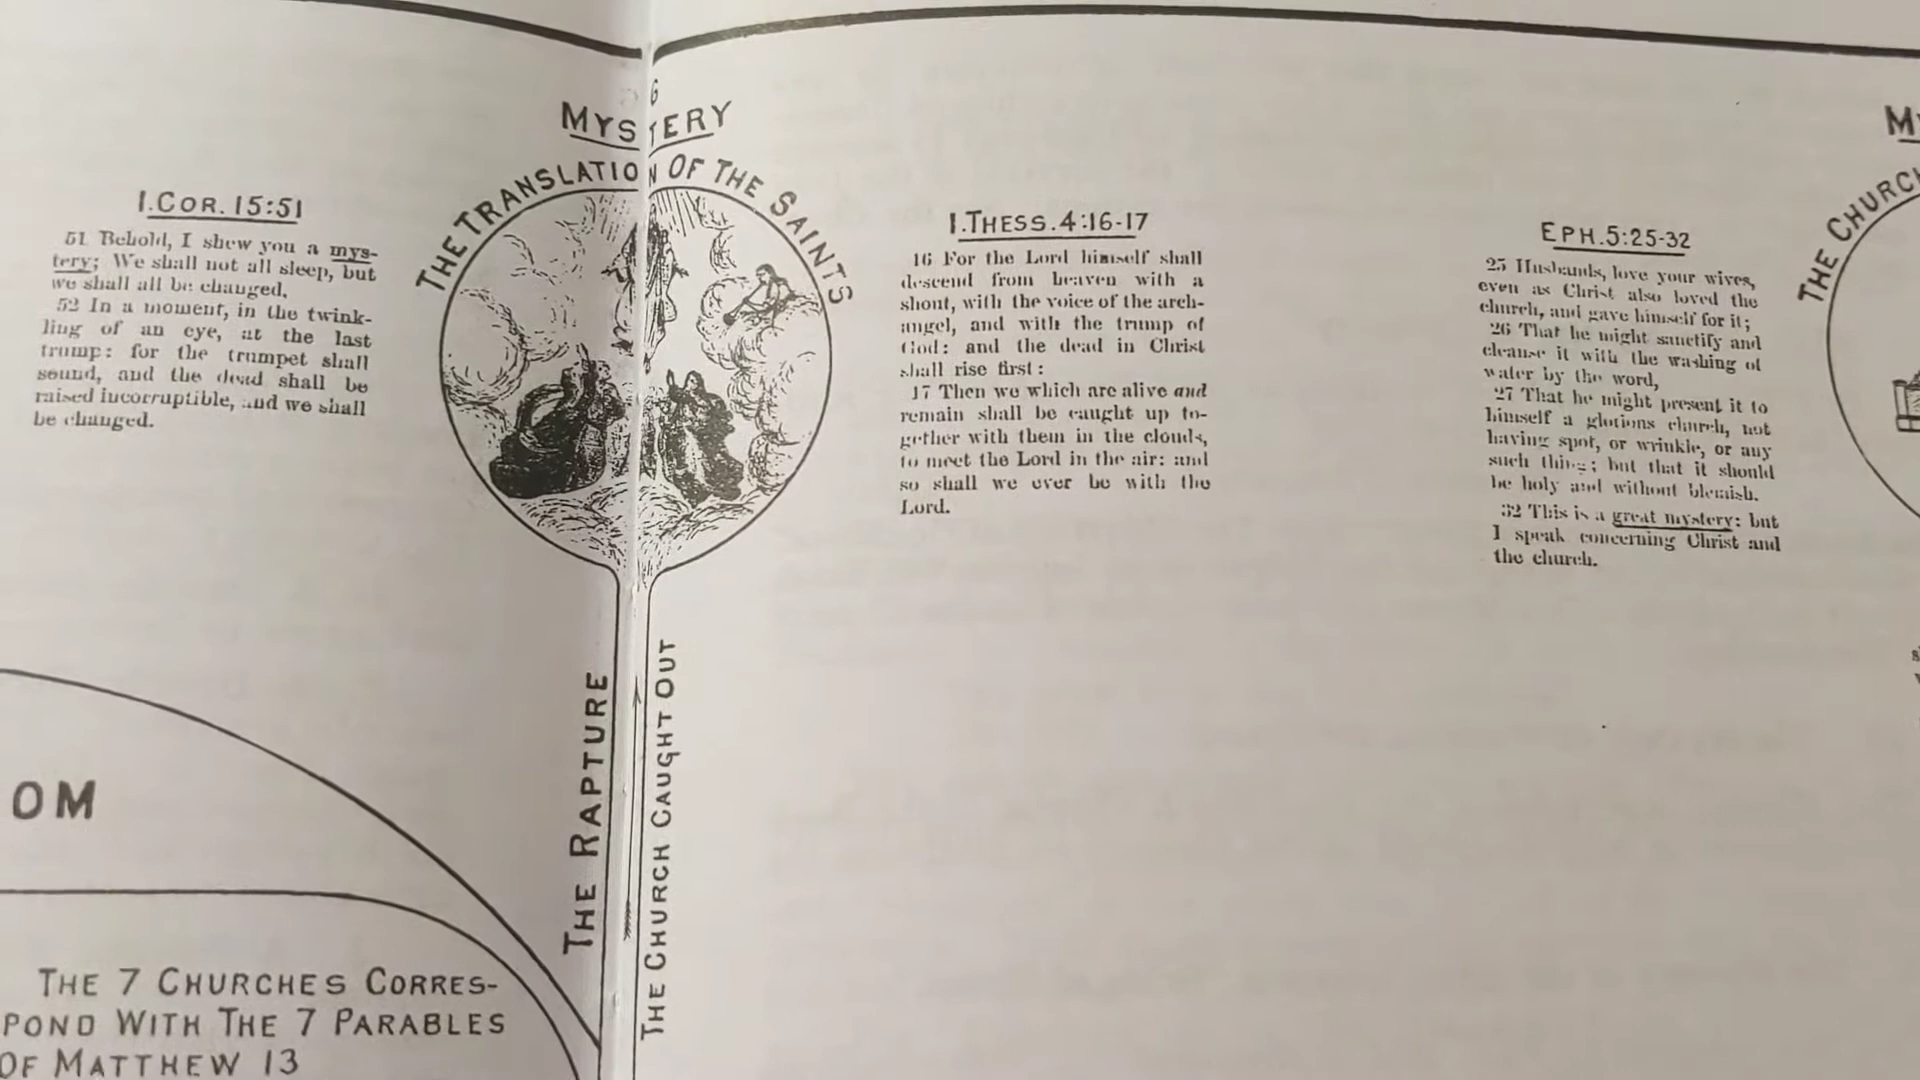 6
MYSTERY
THE TRANSLATION OF THE SAINTS
I.COR.15:51
51 Behold, I shew you a mys-
tery; We shall not all sleep, but
we shall all be changed,
52 In a moment, in the twink-
ling of an eye, at the last
trump: for the trumpet shall
sound, and the dead shall be
raised incorruptible, and we shall
be changed.
I.THESS.4:16-17
16 For the Lord himself shall
descend from heaven with a
shout, with the voice of the arch-
angel, and with the trump of
God: and the dead in Christ
shall rise first:
17 Then we which are alive and
remain shall be caught up to-
gether with them in the clouds,
to meet the Lord in the air: and
so shall we ever be with the
Lord.
EPH.5:25-32
25 Husbands, love your wives,
even as Christ also loved the
church, and gave himself for it;
26 That he might sanctify and
cleanse it with the washing of
water by the word,
27 That he might present it to
himself a glorious church, not
having spot, or wrinkle, or any
such thing; but that it should
be holy and without blemish.
32 This is a great mystery: but
I speak concerning Christ and
the church.
MY
THE CHURCH
THE RAPTURE
THE CHURCH CAUGHT OUT
OM
THE 7 CHURCHES CORRES-
POND WITH THE 7 PARABLES
OF MATTHEW 13